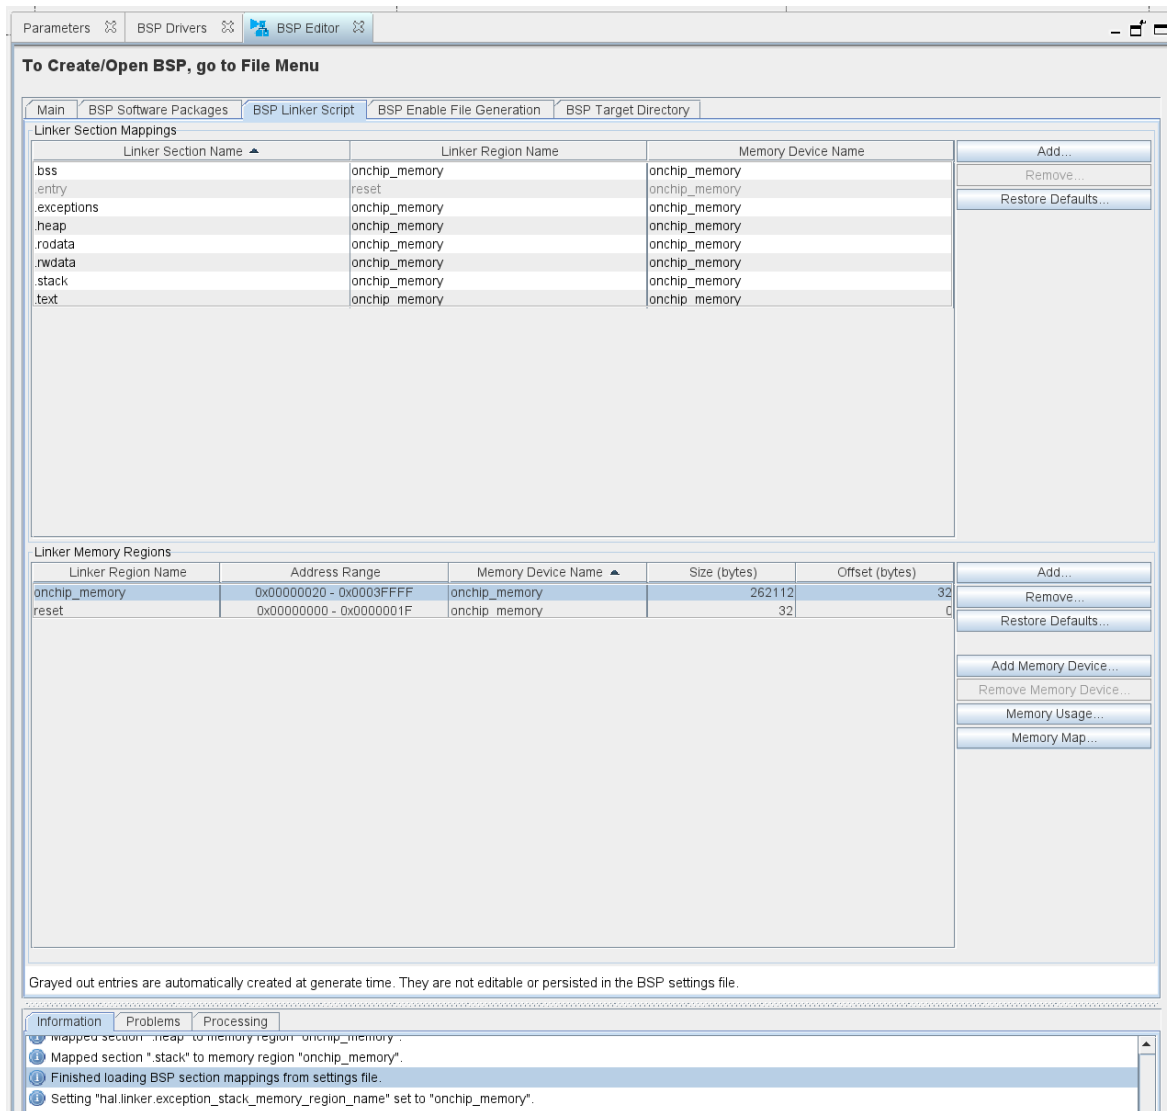 Parameters BSP Drivers BSP Editor
To Create/Open BSP, go to File Menu
Main BSP Software Packages BSP Linker Script BSP Enable File Generation BSP Target Directory
Linker Section Mappings
Linker Section Name Linker Region Name Memory Device Name Add...
.bss onchip_memory onchip_memory
Remove...
.entry reset onchip_memory
Restore Defaults...
.exceptions onchip_memory onchip_memory
.heap onchip_memory onchip_memory
.rodata onchip_memory onchip_memory
.rwdata onchip_memory onchip_memory
.stack onchip_memory onchip_memory
.text onchip_memory onchip_memory
Linker Memory Regions
Linker Region Name Address Range Memory Device Name Size (bytes) Offset (bytes) Add...
onchip_memory 0x00000020 - 0x0003FFFF onchip_memory 262112 32
Remove...
reset 0x00000000 - 0x0000001F onchip_memory 32 0
Restore Defaults...
Add Memory Device...
Remove Memory Device...
Memory Usage...
Memory Map...
Grayed out entries are automatically created at generate time. They are not editable or persisted in the BSP settings file.
Information Problems Processing
Mapped section ".heap" to memory region "onchip_memory".
Mapped section ".stack" to memory region "onchip_memory".
Finished loading BSP section mappings from settings file.
Setting "hal.linker.exception_stack_memory_region_name" set to "onchip_memory".